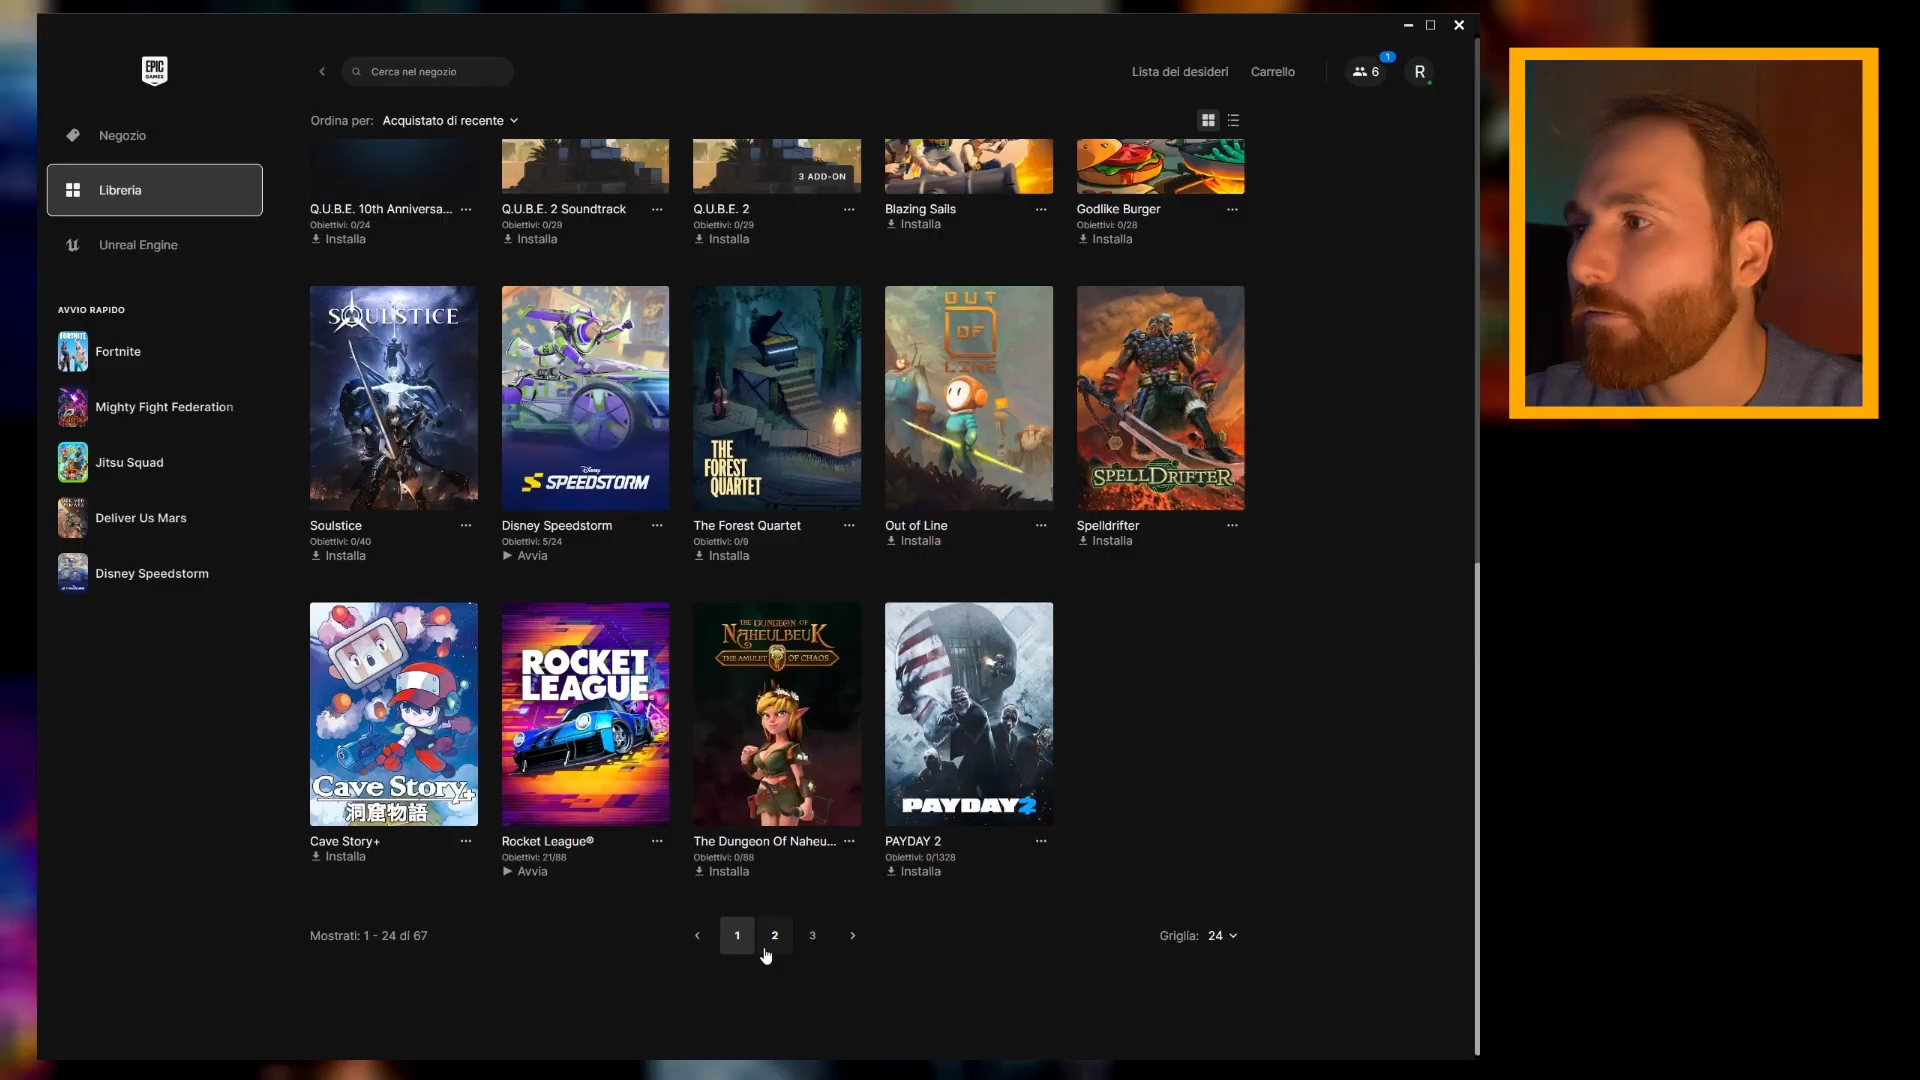 EPIC
GAMES
Cerca nel negozio
Lista dei desideri
Carrello
6
1
R
Negozio
Libreria
Unreal Engine
AVVIO RAPIDO
FORTNITE
Fortnite
Mighty Fight Federation
Jitsu Squad
Deliver Us Mars
Disney Speedstorm
Ordina per: Acquistato di recente
3 ADD-ON
Q.U.B.E. 10th Anniversa... ···
Obiettivi: 0/24
Installa
Q.U.B.E. 2 Soundtrack ···
Obiettivi: 0/29
Installa
Q.U.B.E. 2 ···
Obiettivi: 0/29
Installa
Blazing Sails ···
Installa
Godlike Burger ···
Obiettivi: 0/28
Installa
SOULSTICE
Soulstice ···
Obiettivi: 0/40
Installa
Disney
SPEEDSTORM
Disney Speedstorm ···
Obiettivi: 5/24
Avvia
THE
FOREST
QUARTET
The Forest Quartet ···
Obiettivi: 0/9
Installa
OUT
OF
LINE
Out of Line ···
Installa
SPELLDRIFTER
Spelldrifter ···
Installa
Cave Story+
洞窟物語
Cave Story+ ···
Installa
ROCKET
LEAGUE
Rocket League® ···
Obiettivi: 21/88
Avvia
THE DUNGEON OF
NAHEULBEUK
THE AMULET OF CHAOS
The Dungeon Of Naheu... ···
Obiettivi: 0/88
Installa
PAYDAY 2
PAYDAY 2 ···
Obiettivi: 0/1328
Installa
Mostrati: 1 - 24 di 67
1 2 3
Griglia: 24